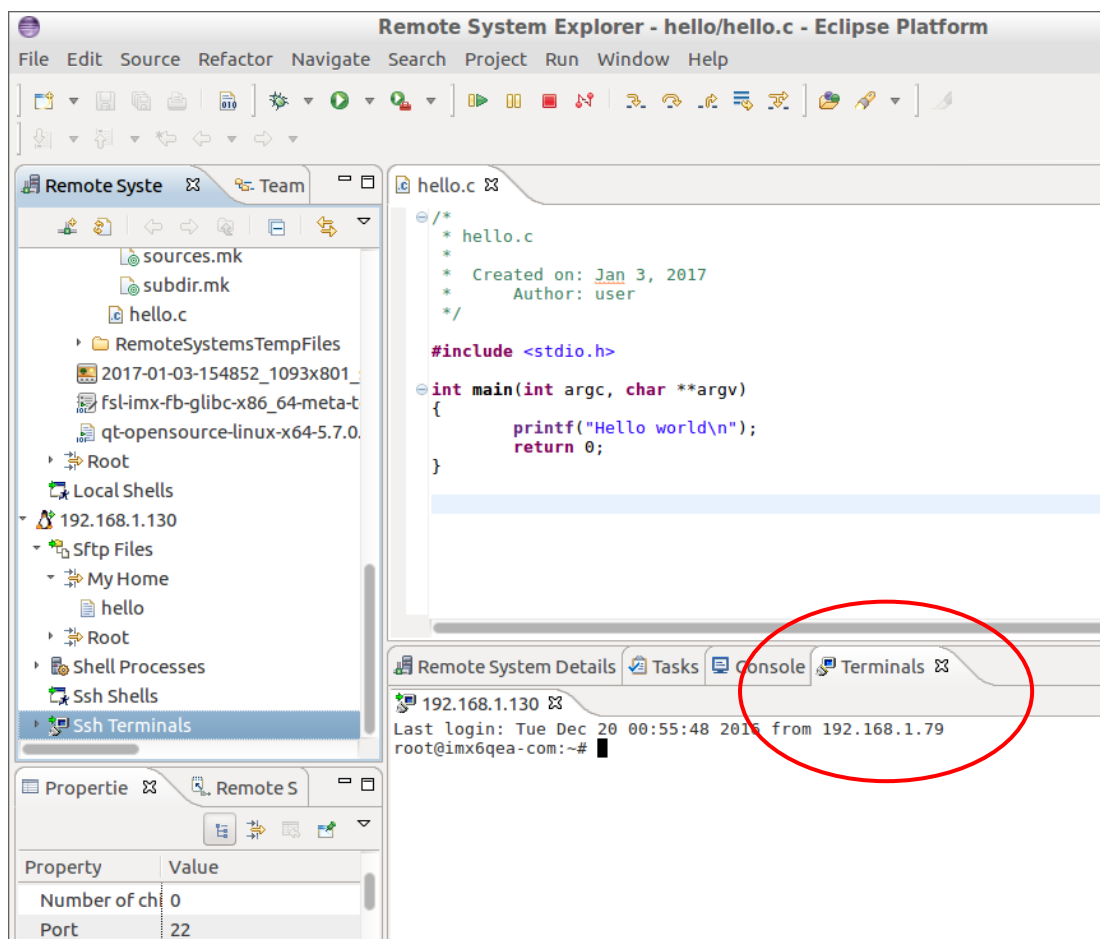 Remote System Explorer - hello/hello.c - Eclipse Platform
File Edit Source Refactor Navigate Search Project Run Window Help
Remote Syste Team
sources.mk
subdir.mk
hello.c
RemoteSystemsTempFiles
2017-01-03-154852_1093x801_
fsl-imx-fb-glibc-x86_64-meta-t
qt-opensource-linux-x64-5.7.0.
Root
Local Shells
192.168.1.130
Sftp Files
My Home
hello
Root
Shell Processes
Ssh Shells
Ssh Terminals
Propertie Remote S
Property Value
Number of chi 0
Port 22
hello.c
/*
* hello.c
*
* Created on: Jan 3, 2017
* Author: user
*/
#include <stdio.h>
int main(int argc, char **argv)
{
printf("Hello world\n");
return 0;
}
Remote System Details Tasks Console Terminals
192.168.1.130
Last login: Tue Dec 20 00:55:48 2016 from 192.168.1.79
root@imx6qea-com:~#